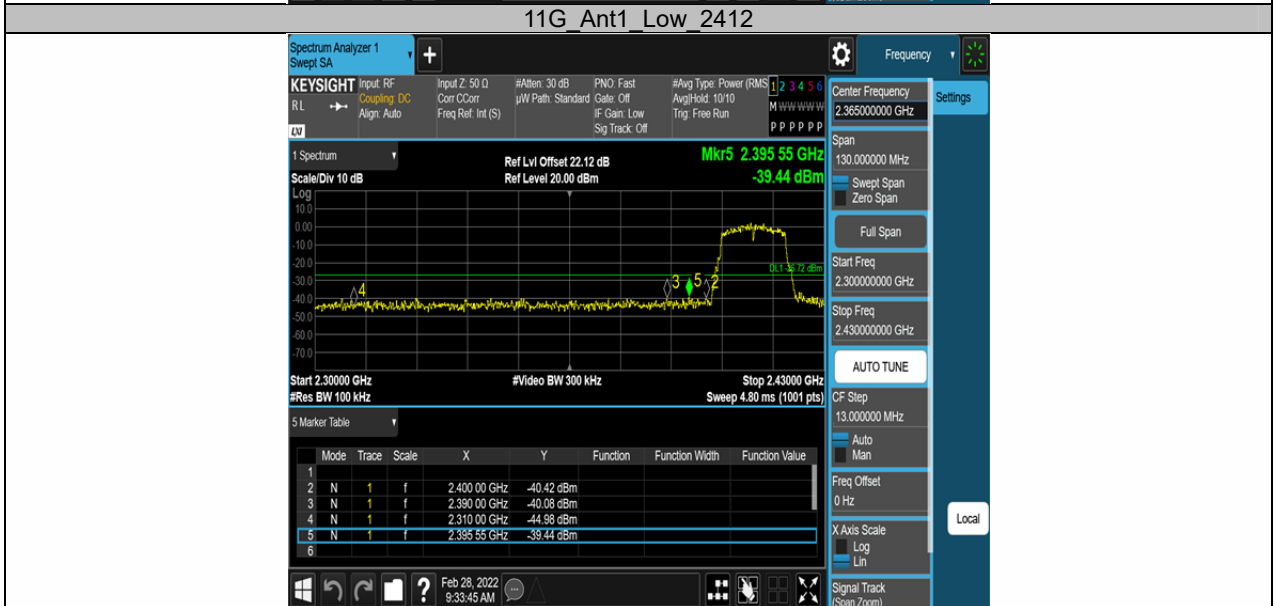 11G_Ant1_Low_2412
Spectrum Analyzer 1
Swept SA
+
Frequency
KEYSIGHT Input: RF
Input Z: 50 Ω
#Atten: 30 dB
PNO: Fast
#Avg Type: Power (RMS
1 2 3 4 5 6
RL
Coupling: DC
Corr CCorr
µW Path: Standard
Gate: Off
Avg|Hold: 10/10
M W W W W W
Align: Auto
Freq Ref: Int (S)
IF Gain: Low
Trig: Free Run
Sig Track: Off
P P P P P P
LXI
Center Frequency
2.365000000 GHz
Settings
Span
130.000000 MHz
Swept Span
Zero Span
Full Span
Start Freq
2.300000000 GHz
Stop Freq
2.430000000 GHz
AUTO TUNE
CF Step
13.000000 MHz
Auto
Man
Freq Offset
0 Hz
Local
X Axis Scale
Log
Lin
Signal Track
(Span Zoom)
1 Spectrum
Ref Lvl Offset 22.12 dB
Mkr5 2.395 55 GHz
Scale/Div 10 dB
Ref Level 20.00 dBm
-39.44 dBm
Log
10.0
0.00
-10.0
-20.0
DL1 -26.72 dBm
-30.0
3 5 2
4
-40.0
-50.0
-60.0
-70.0
Start 2.30000 GHz
#Video BW 300 kHz
Stop 2.43000 GHz
#Res BW 100 kHz
Sweep 4.80 ms (1001 pts)
5 Marker Table
Mode Trace Scale X Y Function Function Width Function Value
1
2 N 1 f 2.400 00 GHz -40.42 dBm
3 N 1 f 2.390 00 GHz -40.08 dBm
4 N 1 f 2.310 00 GHz -44.98 dBm
5 N 1 f 2.395 55 GHz -39.44 dBm
6
?
Feb 28, 2022
9:33:45 AM